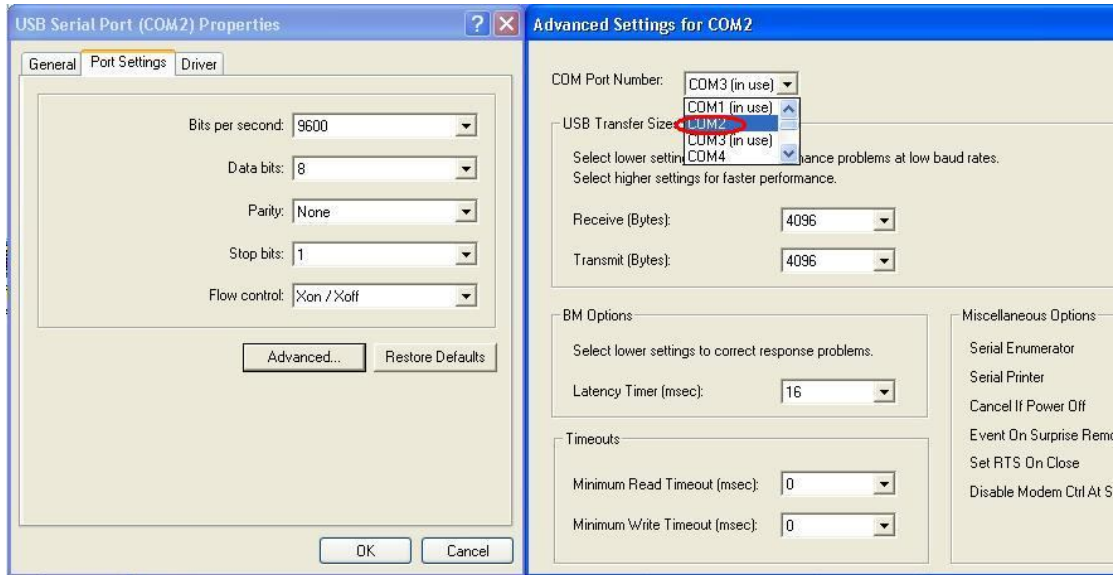 USB Serial Port (COM2) Properties
General Port Settings Driver
Bits per second: 9600
Data bits: 8
Parity: None
Stop bits: 1
Flow control: Xon / Xoff
Advanced... Restore Defaults
OK Cancel
Advanced Settings for COM2
COM Port Number: COM3 (in use)
COM1 (in use)
COM2
COM3 (in use)
COM4
USB Transfer Size
Select lower settin mance problems at low baud rates.
Select higher settings for faster performance.
Receive (Bytes): 4096
Transmit (Bytes): 4096
BM Options
Select lower settings to correct response problems.
Latency Timer (msec): 16
Timeouts
Minimum Read Timeout (msec): 0
Minimum Write Timeout (msec): 0
Miscellaneous Options
Serial Enumerator
Serial Printer
Cancel If Power Off
Event On Surprise Remo
Set RTS On Close
Disable Modem Ctrl At S